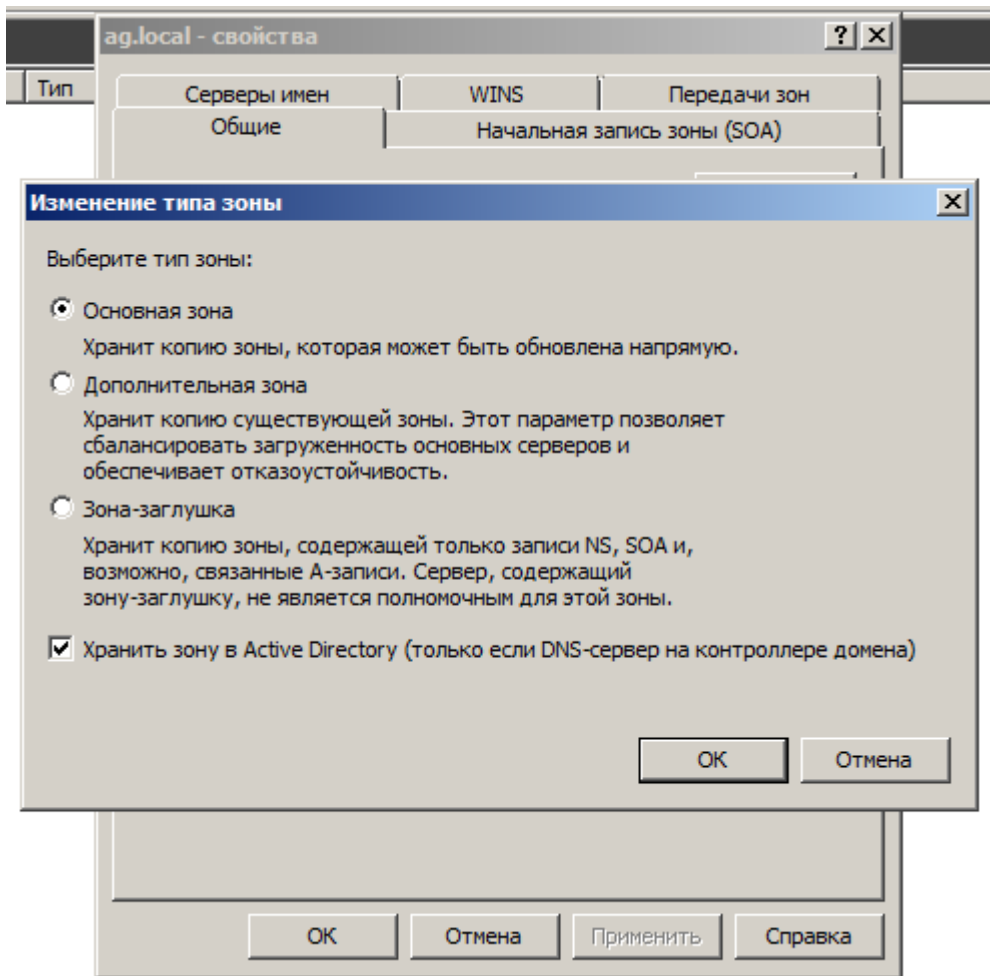 ag.local - свойства
Тип
Серверы имен
WINS
Передачи зон
Общие
Начальная запись зоны (SOA)
Изменение типа зоны
Выберите тип зоны:
Основная зона
Хранит копию зоны, которая может быть обновлена напрямую.
Дополнительная зона
Хранит копию существующей зоны. Этот параметр позволяет
сбалансировать загруженность основных серверов и
обеспечивает отказоустойчивость.
Зона-заглушка
Хранит копию зоны, содержащей только записи NS, SOA и,
возможно, связанные A-записи. Сервер, содержащий
зону-заглушку, не является полномочным для этой зоны.
Хранить зону в Active Directory (только если DNS-сервер на контроллере домена)
ОК
Отмена
ОК
Отмена
Применить
Справка